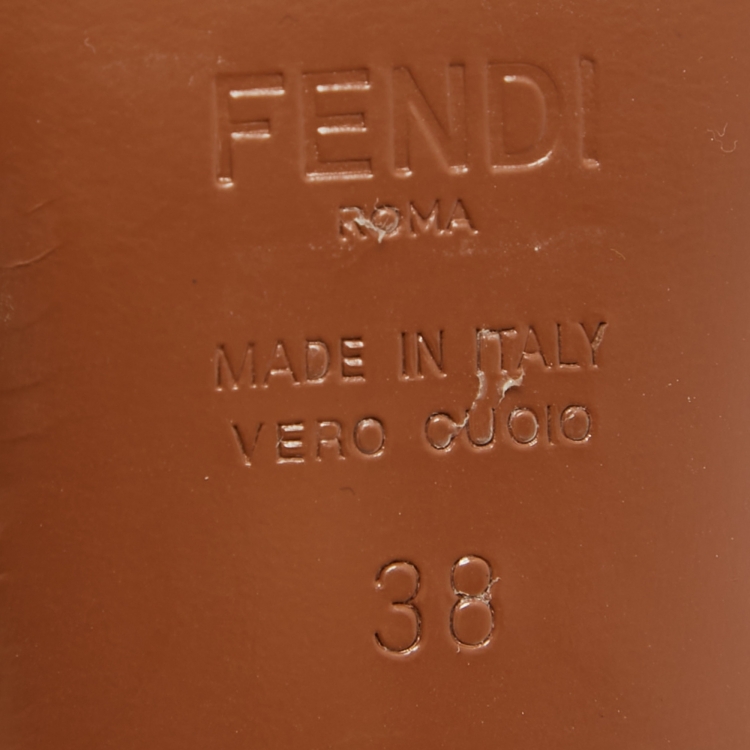 FENDI
ROMA
MADE IN ITALY
VERO CUOIO
38